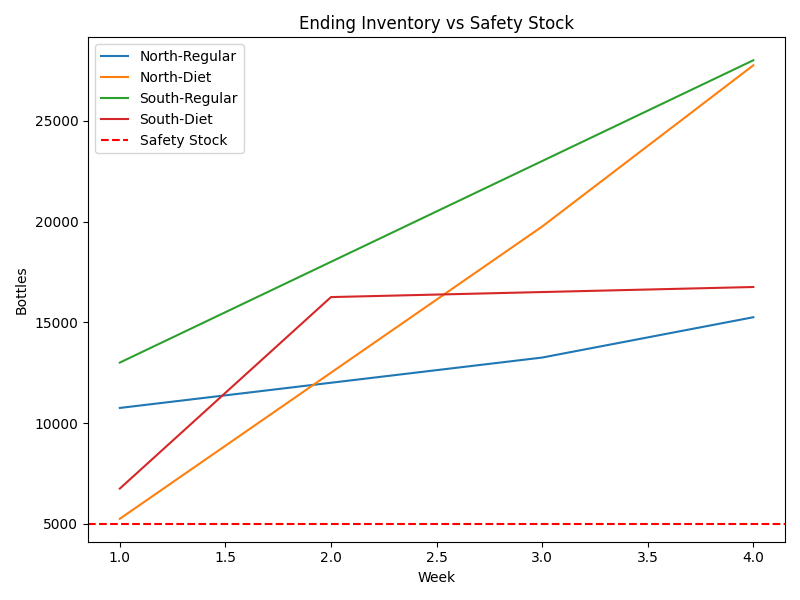 Ending Inventory vs Safety Stock
North-Regular
North-Diet
South-Regular
South-Diet
Safety Stock
Bottles
25000
20000
15000
10000
5000
1.0 1.5 2.0 2.5 3.0 3.5 4.0
Week